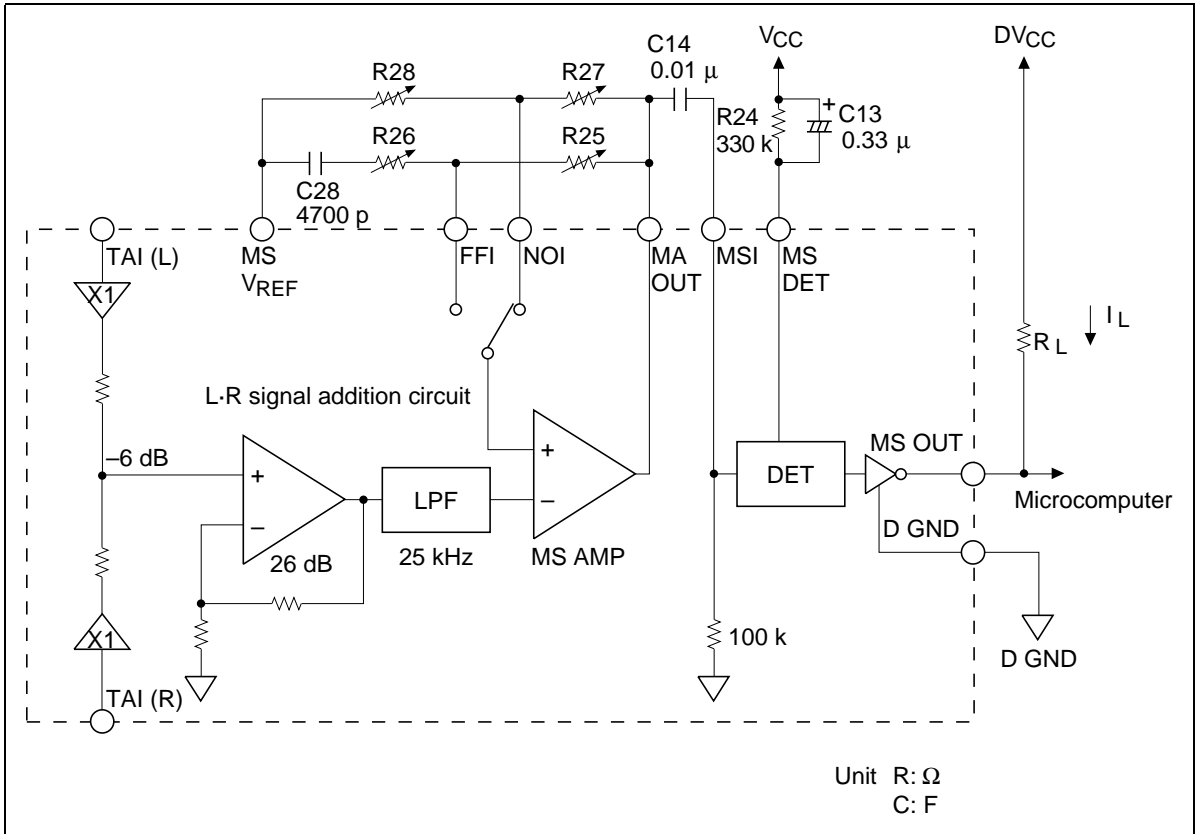 VCC
DVCC
C14
0.01 μ
R28
R27
R24
330 k
+
C13
0.33 μ
R26
R25
C28
4700 p
I L
R L
TAI (L)
MS
VREF
FFI
NOI
MA
OUT
MSI
MS
DET
X1
L·R signal addition circuit
–6 dB
+
–
26 dB
LPF
25 kHz
+
–
MS AMP
DET
MS OUT
Microcomputer
D GND
D GND
100 k
X1
TAI (R)
Unit R: Ω
C: F